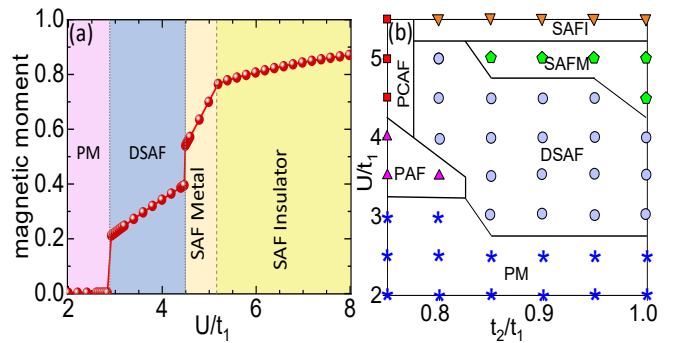 (a)
magnetic moment
1.0
0.8
0.6
0.4
0.2
0.0
PM
DSAF
SAF Metal
SAF Insulator
2
4
6
8
U/t1
(b)
U/t1
5
4
3
2
SAFI
SAFM
PCAF
DSAF
PAF
PM
0.8
0.9
1.0
t2/t1